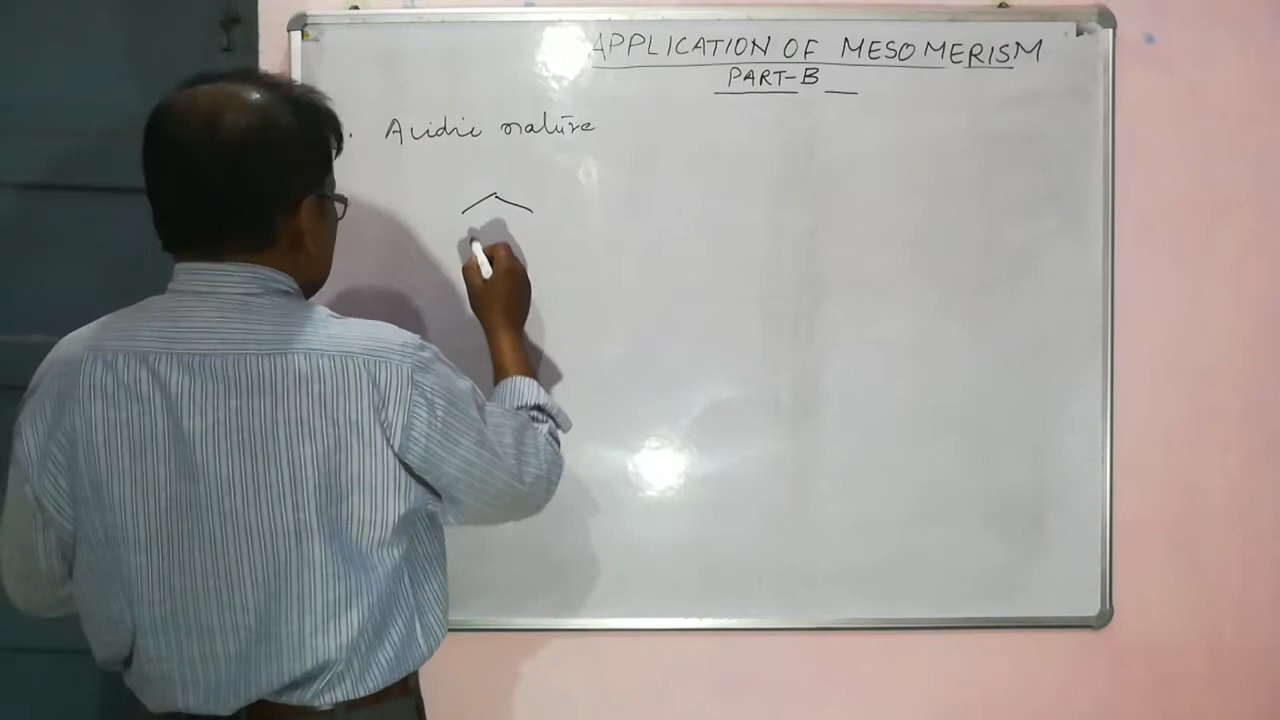 APPLICATION OF MESOMERISM
PART-B
. Acidic nature